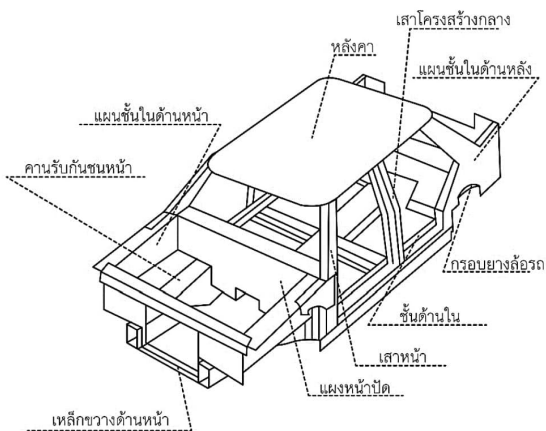 เสาโครงสร้างกลาง
หลังคา
แผนชั้นในด้านหลัง
แผนชั้นในด้านหน้า
คานรับกันชนหน้า
กรอบยางล้อรถ
ชั้นด้านใน
เสาหน้า
แผงหน้าปัด
เหล็กขวางด้านหน้า